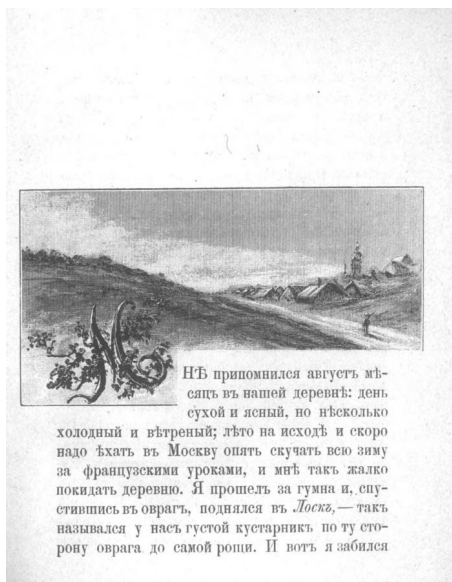 МНѢ припомнился августъ мѣ-
сяцъ въ нашей деревнѣ: день
сухой и ясный, но нѣсколько
холодный и вѣтреный; лѣто на исходѣ и скоро
надо ѣхать въ Москву опять скучать всю зиму
за французскими уроками, и мнѣ такъ жалко
покидать деревню. Я прошелъ за гумна и, спу-
стившись въ оврагъ, поднялся въ Лоскъ,— такъ
назывался у насъ густой кустарникъ по ту сто-
рону оврага до самой рощи. И вотъ я забился